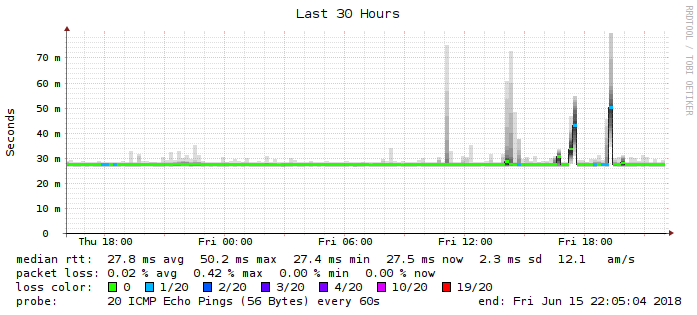 Last 30 Hours
RRDTOOL / TOBI OETIKER
Seconds
70 m
60 m
50 m
40 m
30 m
20 m
10 m
0
Thu 18:00 Fri 00:00 Fri 06:00 Fri 12:00 Fri 18:00
median rtt: 27.8 ms avg 50.2 ms max 27.4 ms min 27.5 ms now 2.3 ms sd 12.1 am/s
packet loss: 0.02 % avg 0.42 % max 0.00 % min 0.00 % now
loss color: 0 1/20 2/20 3/20 4/20 10/20 19/20
probe: 20 ICMP Echo Pings (56 Bytes) every 60s end: Fri Jun 15 22:05:04 2018